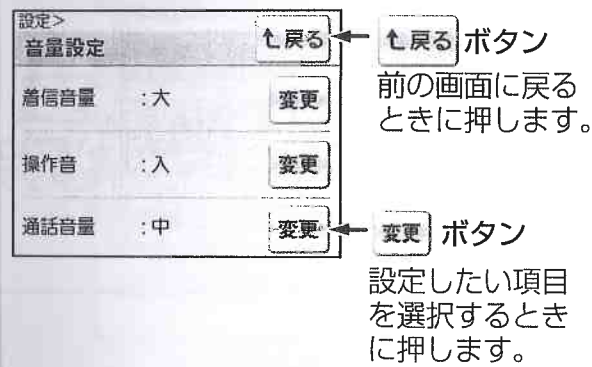 設定>
音量設定
戻る
着信音量 :大 変更
操作音 :入 変更
通話音量 :中 変更
戻る ボタン
前の画面に戻る
ときに押します。
変更 ボタン
設定したい項目
を選択するとき
に押します。